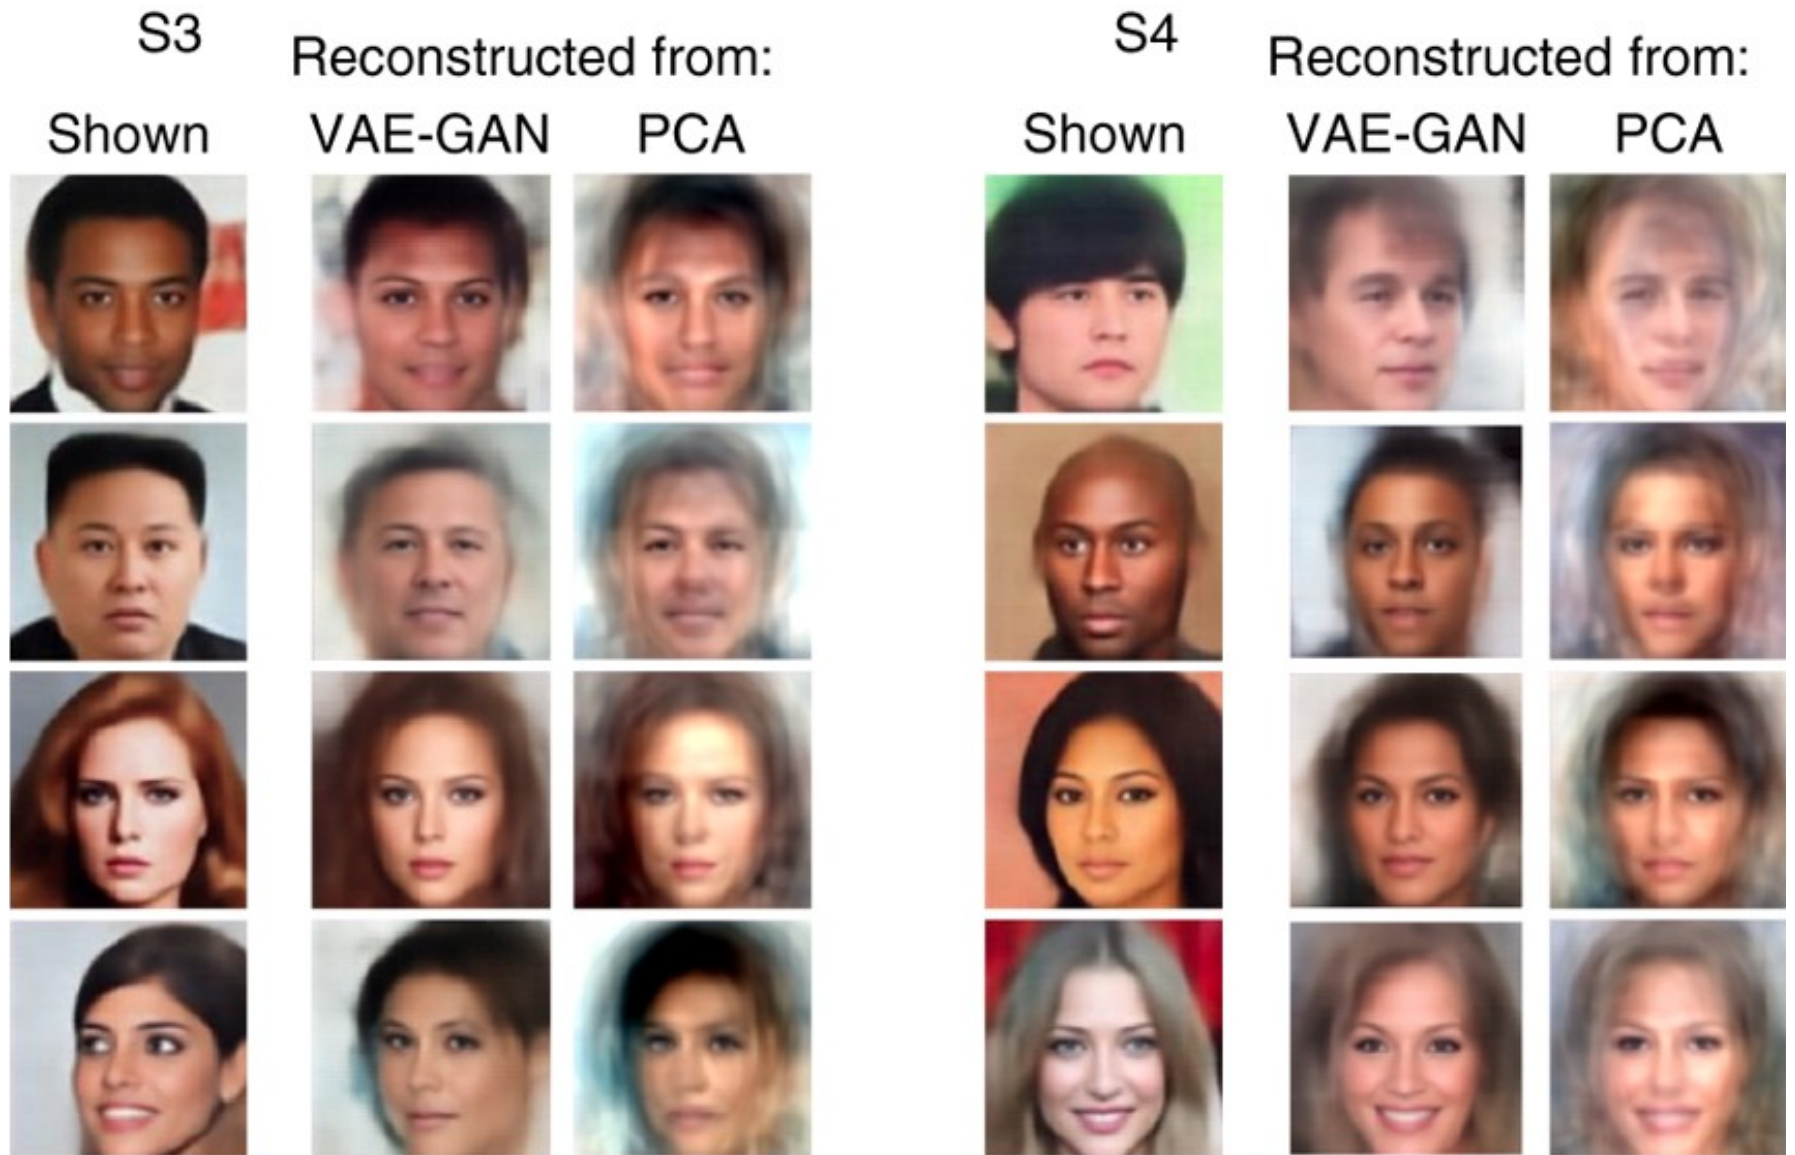 S3
Reconstructed from:
Shown VAE-GAN PCA
S4
Reconstructed from:
Shown VAE-GAN PCA